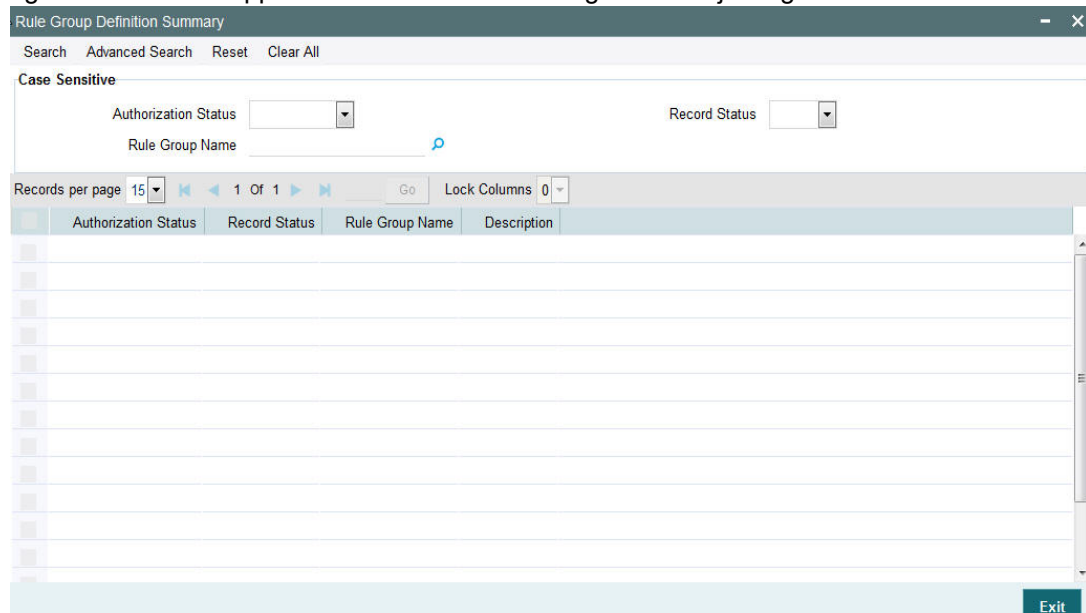 Rule Group Definition Summary
Search Advanced Search Reset Clear All
Case Sensitive
Authorization Status Record Status
Rule Group Name
Records per page 15 1 Of 1 Go Lock Columns 0
Authorization Status Record Status Rule Group Name Description
Exit